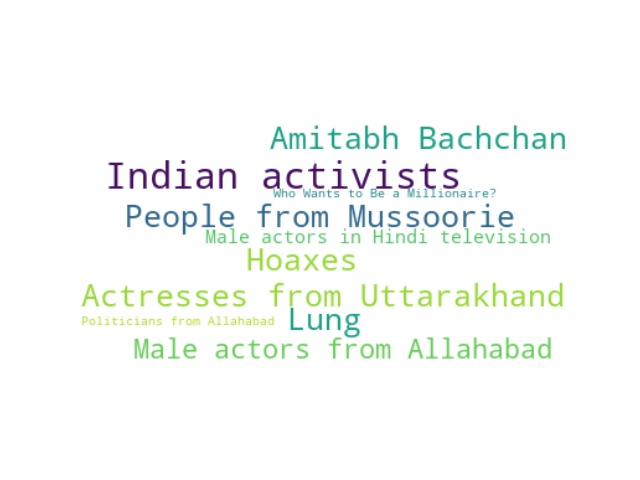 Amitabh Bachchan
Indian activists
Who Wants to Be a Millionaire?
People from Mussoorie
Male actors in Hindi television
Hoaxes
Actresses from Uttarakhand
Politicians from Allahabad
Lung
Male actors from Allahabad